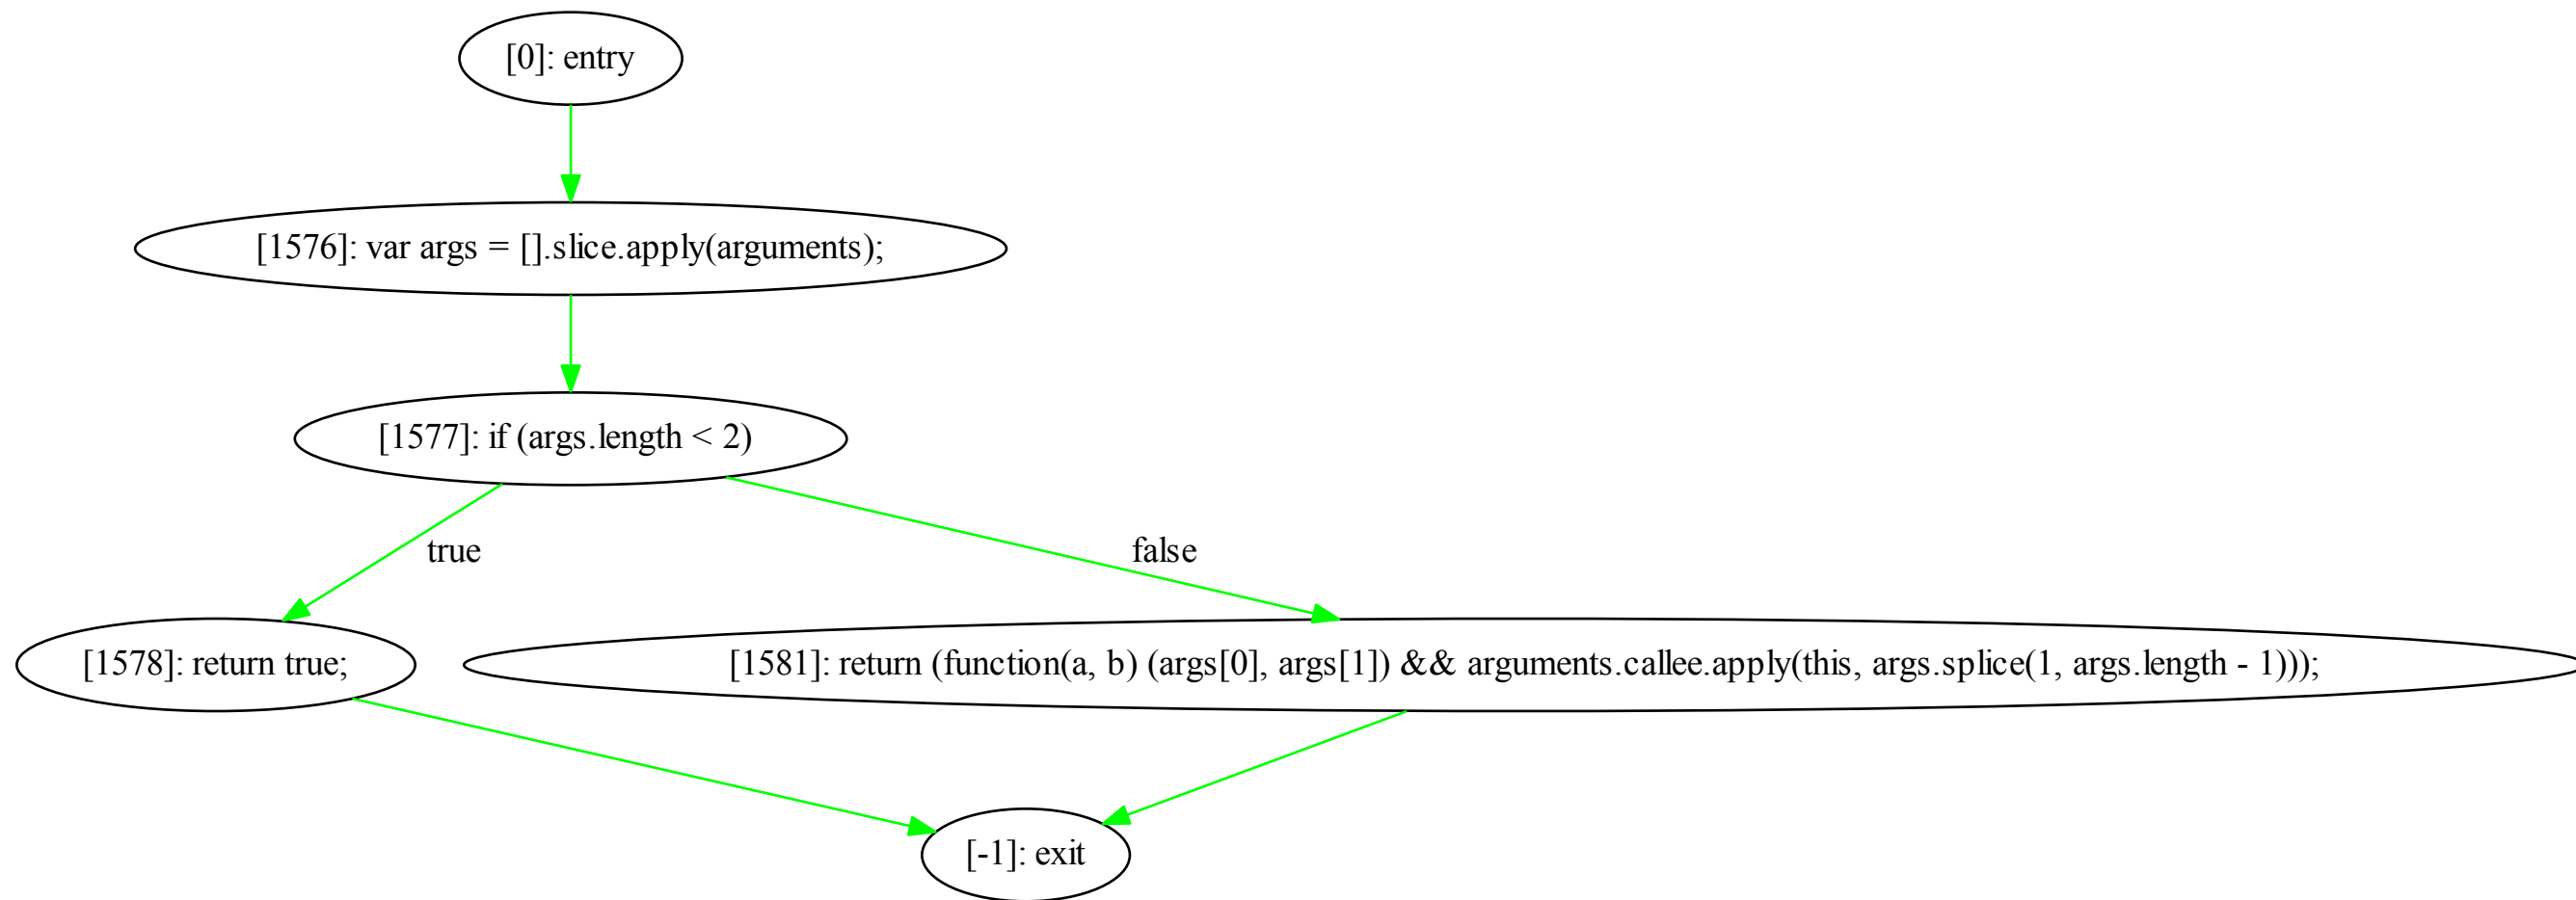 [0]: entry
[1576]: var args = [].slice.apply(arguments);
[1577]: if (args.length < 2)
true
false
[1578]: return true;
[1581]: return (function(a, b) (args[0], args[1]) && arguments.callee.apply(this, args.splice(1, args.length - 1)));
[-1]: exit